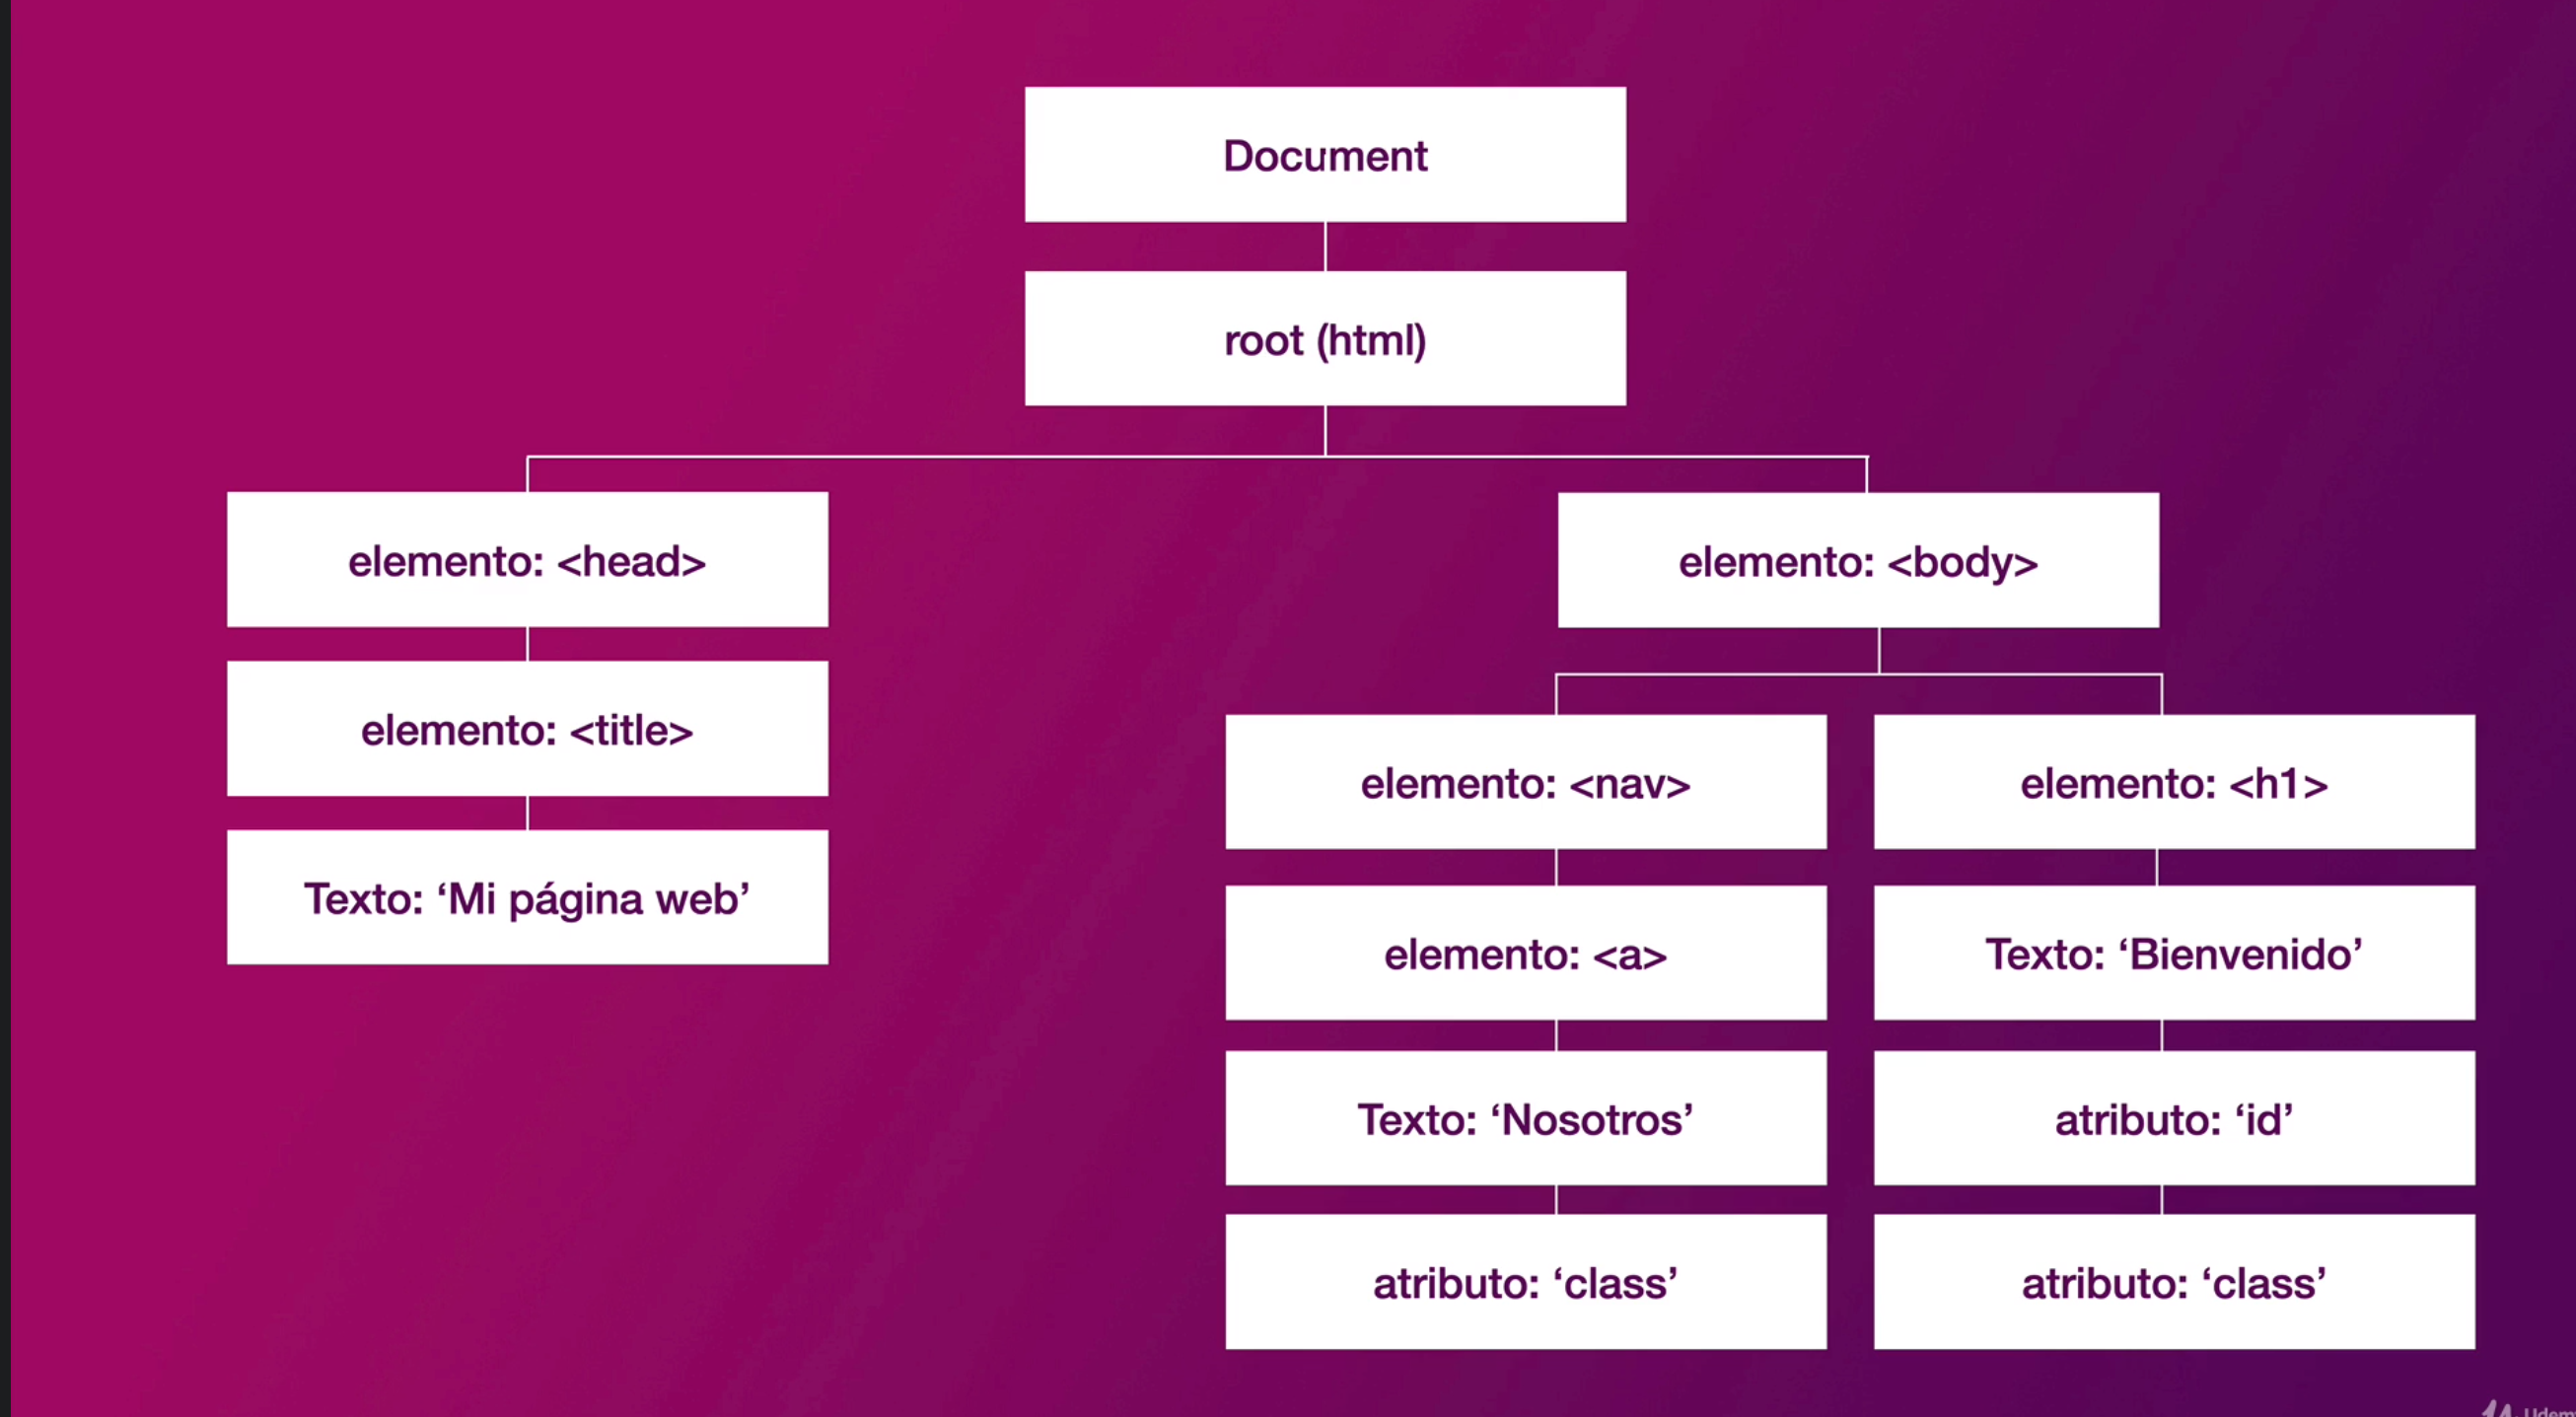 Document
root (html)
elemento: <head>
elemento: <body>
elemento: <title>
elemento: <nav>
elemento: <h1>
Texto: ‘Mi página web’
elemento: <a>
Texto: ‘Bienvenido’
Texto: ‘Nosotros’
atributo: ‘id’
atributo: ‘class’
atributo: ‘class’